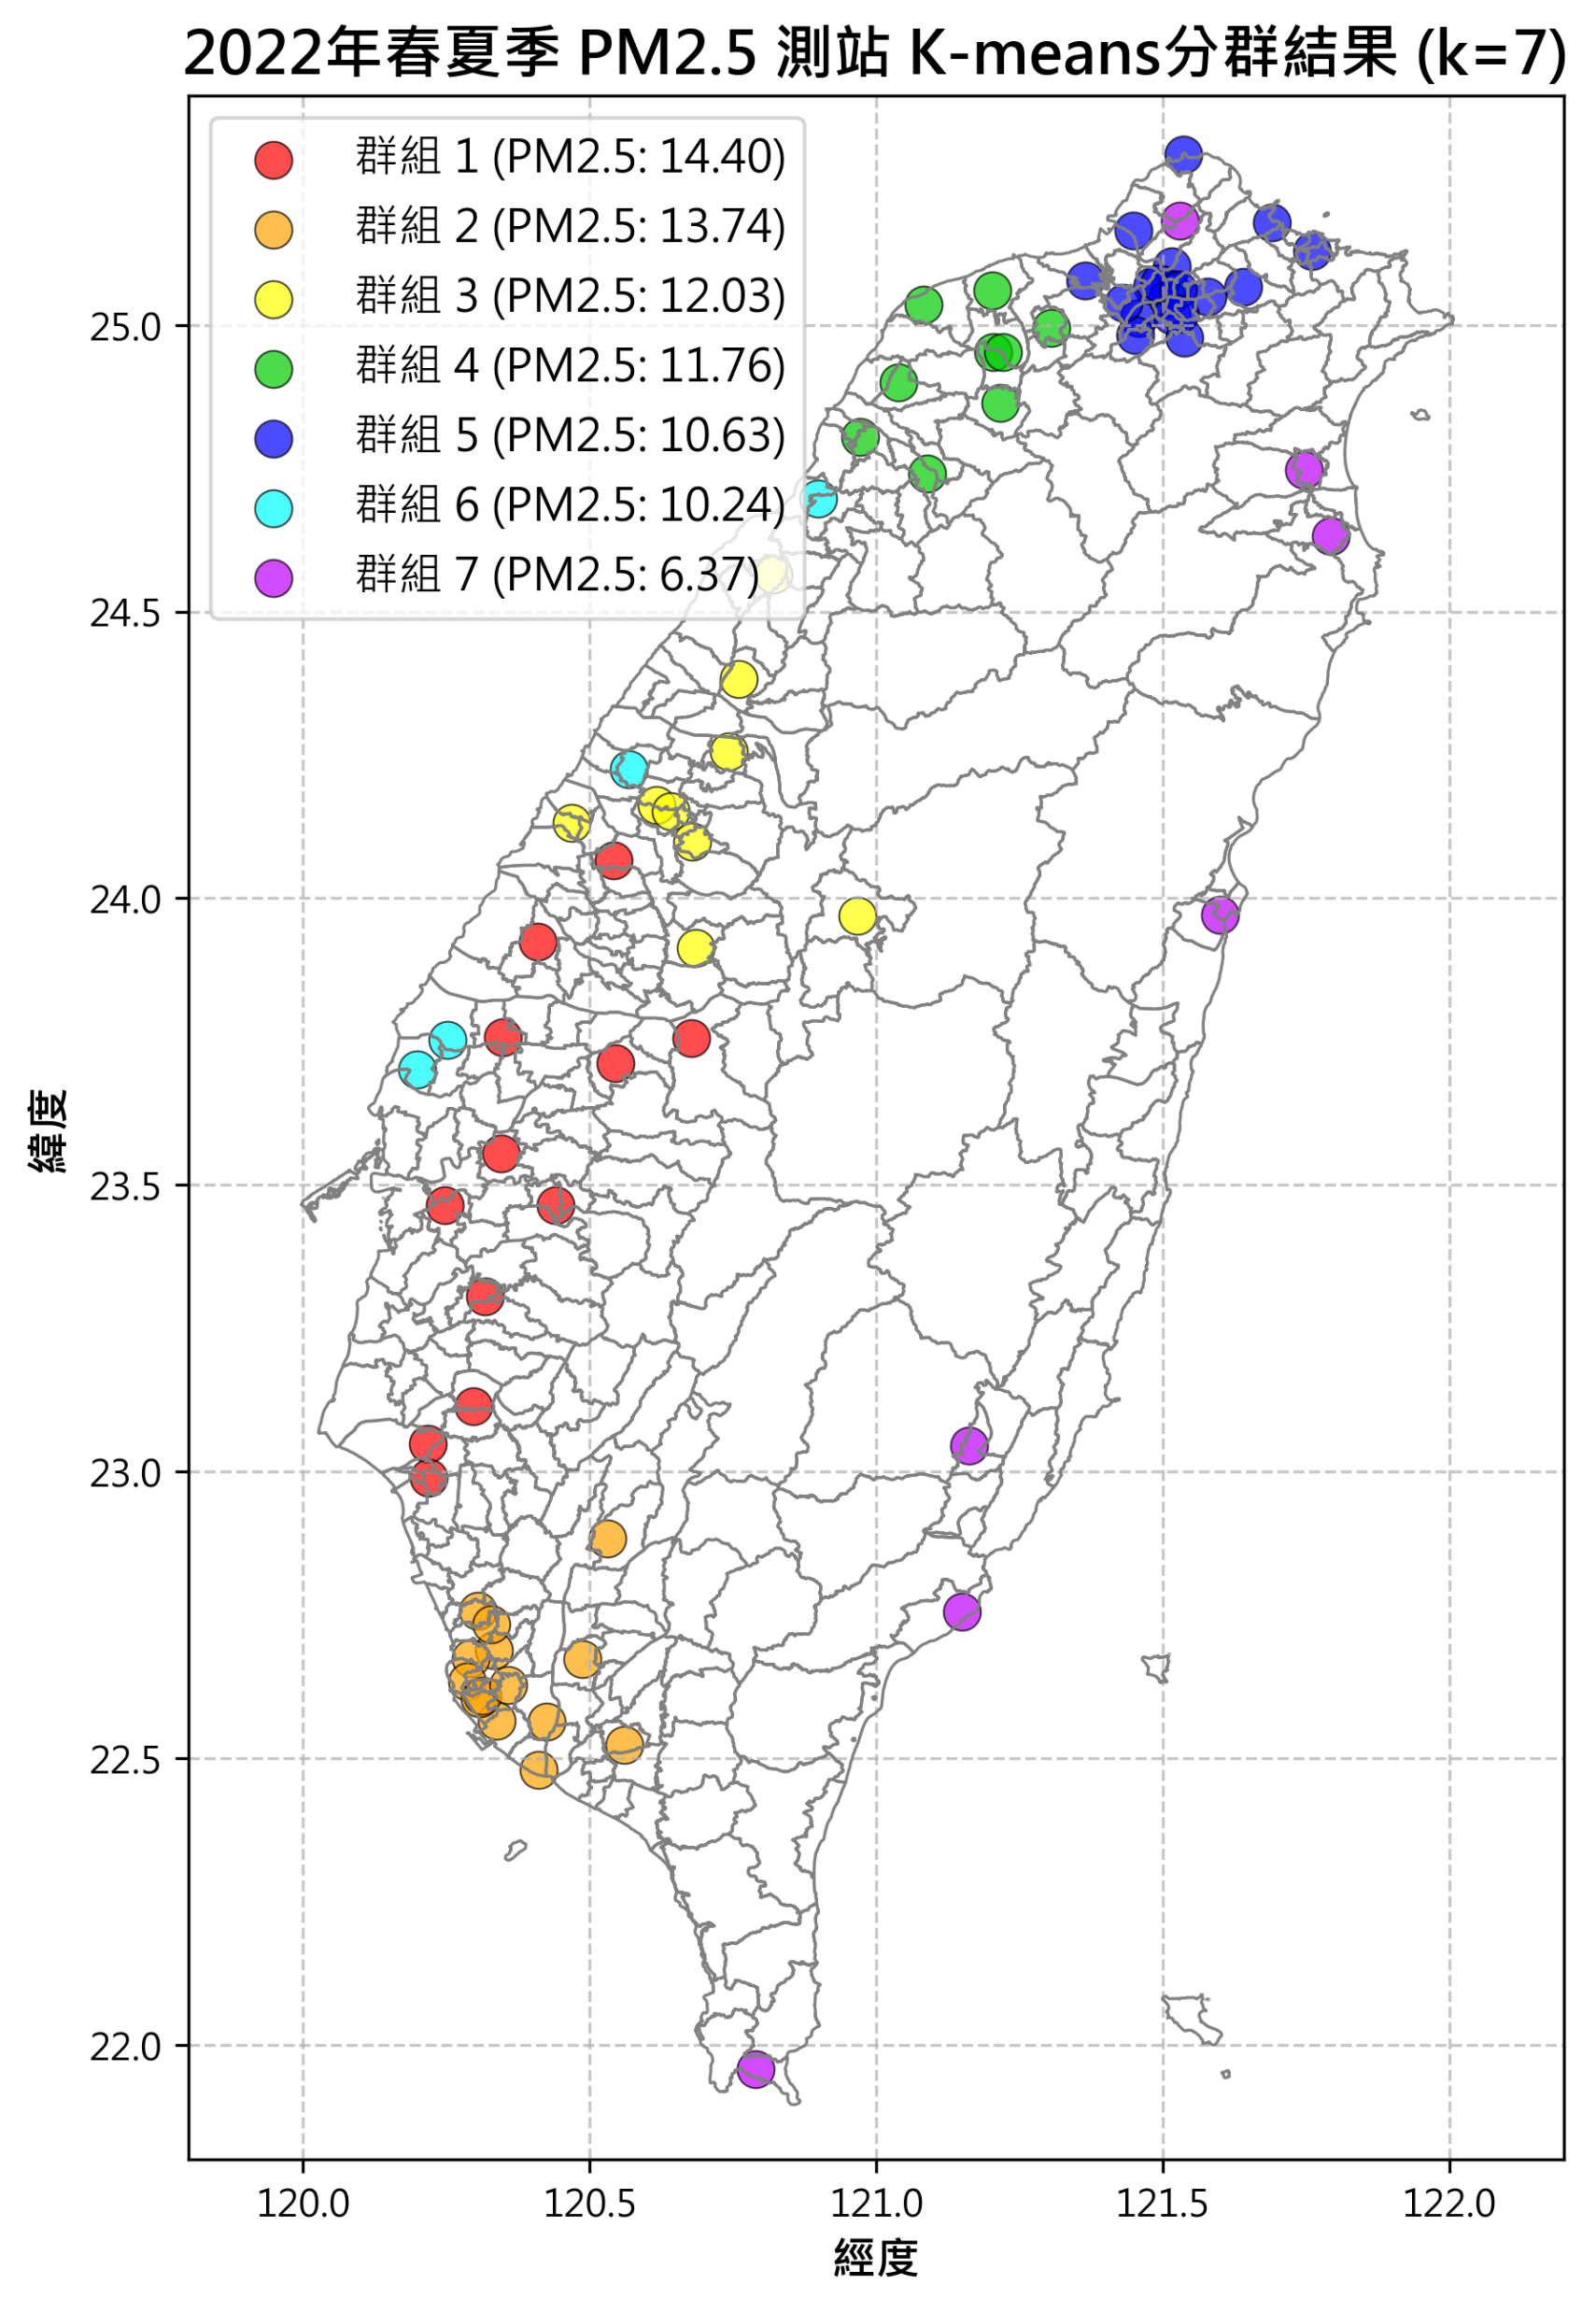 2022年春夏季 PM2.5 測站 K-means分群結果 (k=7)
群組 1 (PM2.5: 14.40)
群組 2 (PM2.5: 13.74)
群組 3 (PM2.5: 12.03)
群組 4 (PM2.5: 11.76)
群組 5 (PM2.5: 10.63)
群組 6 (PM2.5: 10.24)
群組 7 (PM2.5: 6.37)
25.0
24.5
24.0
23.5
23.0
22.5
22.0
緯度
120.0 120.5 121.0 121.5 122.0
經度